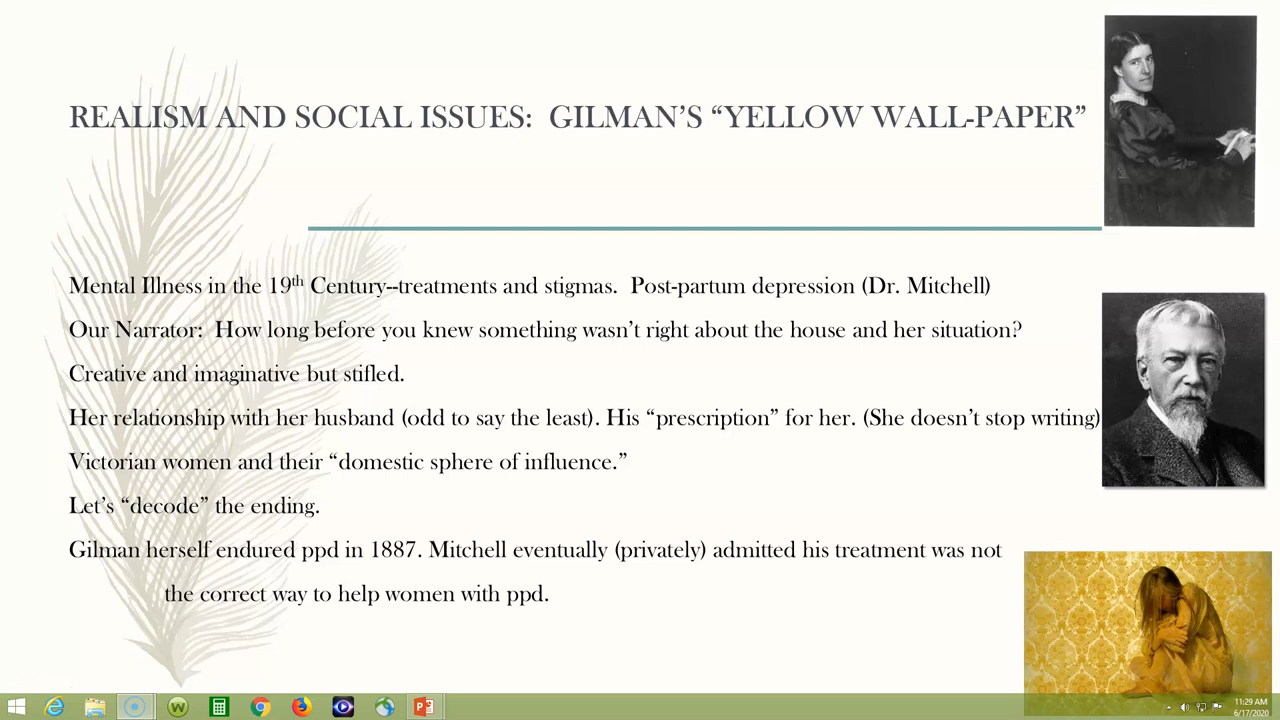 REALISM AND SOCIAL ISSUES:  GILMAN’S “YELLOW WALL-PAPER”
Mental Illness in the 19th Century--treatments and stigmas.  Post-partum depression (Dr. Mitchell)
Our Narrator:  How long before you knew something wasn’t right about the house and her situation?
Creative and imaginative but stifled.
Her relationship with her husband (odd to say the least). His “prescription” for her. (She doesn’t stop writing)
Victorian women and their “domestic sphere of influence.”
Let’s “decode” the ending.
Gilman herself endured ppd in 1887. Mitchell eventually (privately) admitted his treatment was not
the correct way to help women with ppd.
11:29 AM
6/17/2020